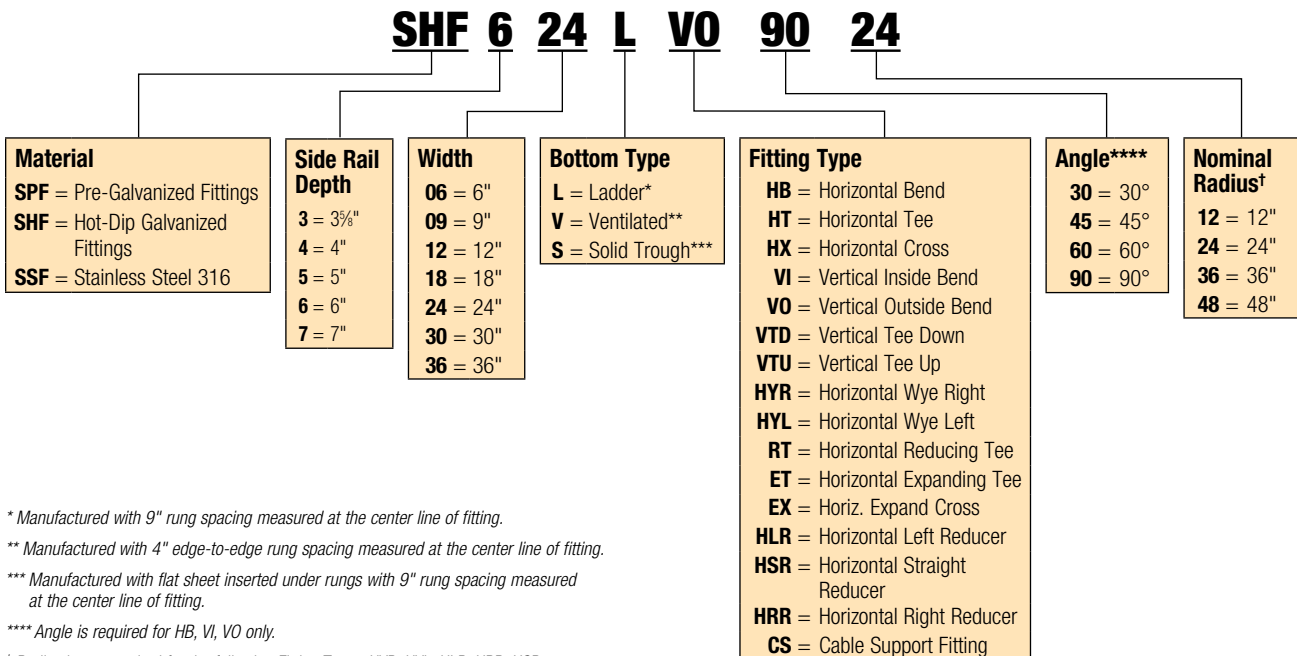 SHF 6 24 L VO 90 24
Material
SPF = Pre-Galvanized Fittings
SHF = Hot-Dip Galvanized
Fittings
SSF = Stainless Steel 316
Side Rail
Depth
3 = 3⅝"
4 = 4"
5 = 5"
6 = 6"
7 = 7"
Width
06 = 6"
09 = 9"
12 = 12"
18 = 18"
24 = 24"
30 = 30"
36 = 36"
Bottom Type
L = Ladder*
V = Ventilated**
S = Solid Trough***
Fitting Type
HB = Horizontal Bend
HT = Horizontal Tee
HX = Horizontal Cross
VI = Vertical Inside Bend
VO = Vertical Outside Bend
VTD = Vertical Tee Down
VTU = Vertical Tee Up
HYR = Horizontal Wye Right
HYL = Horizontal Wye Left
RT = Horizontal Reducing Tee
ET = Horizontal Expanding Tee
EX = Horiz. Expand Cross
HLR = Horizontal Left Reducer
HSR = Horizontal Straight
Reducer
HRR = Horizontal Right Reducer
CS = Cable Support Fitting
Angle****
30 = 30°
45 = 45°
60 = 60°
90 = 90°
Nominal
Radius†
12 = 12"
24 = 24"
36 = 36"
48 = 48"
* Manufactured with 9" rung spacing measured at the center line of fitting.
** Manufactured with 4" edge-to-edge rung spacing measured at the center line of fitting.
*** Manufactured with flat sheet inserted under rungs with 9" rung spacing measured
at the center line of fitting.
**** Angle is required for HB, VI, VO only.